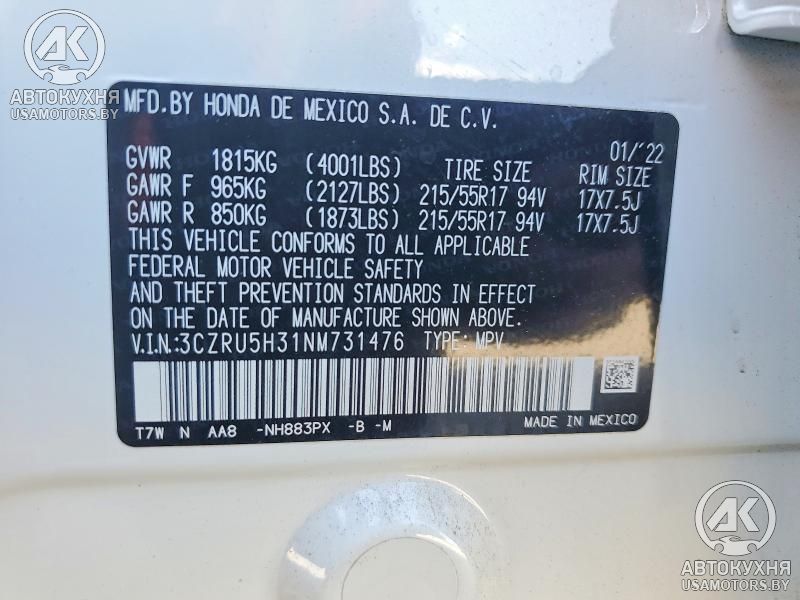 AK
АВТОКУХНЯ
USAMOTORS.BY
MFD.BY HONDA DE MEXICO S.A. DE C.V.
01/'22
GVWR 1815KG (4001LBS) TIRE SIZE RIM SIZE
GAWR F 965KG (2127LBS) 215/55R17 94V 17X7.5J
GAWR R 850KG (1873LBS) 215/55R17 94V 17X7.5J
THIS VEHICLE CONFORMS TO ALL APPLICABLE
FEDERAL MOTOR VEHICLE SAFETY
AND THEFT PREVENTION STANDARDS IN EFFECT
ON THE DATE OF MANUFACTURE SHOWN ABOVE.
V.I.N.:3CZRU5H31NM731476 TYPE: MPV
T7W N AA8 -NH883PX -B -M MADE IN MEXICO
AK
АВТОКУХНЯ
USAMOTORS.BY